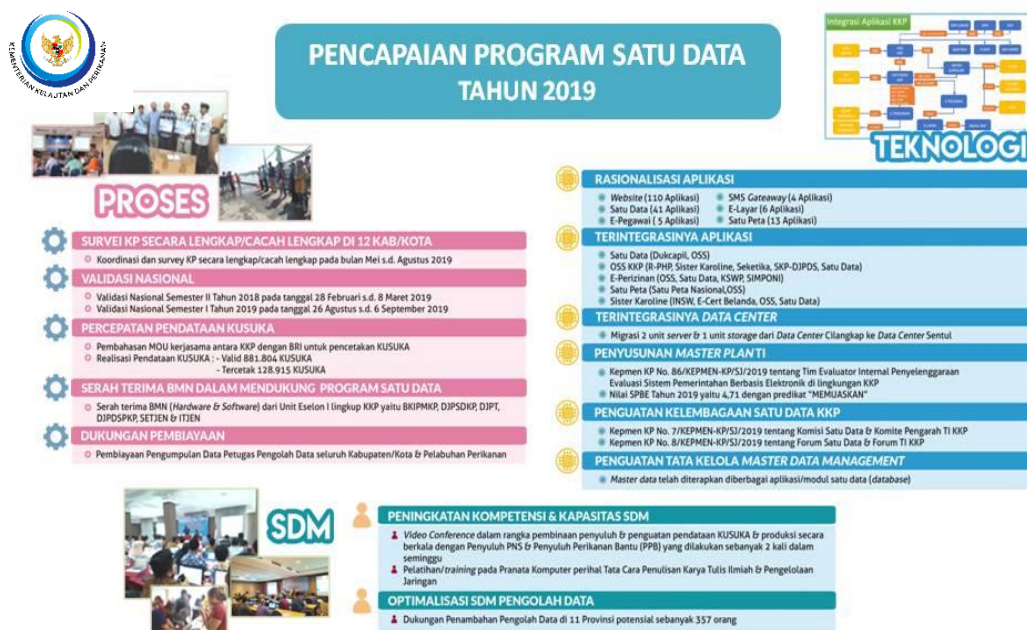 KEMENTERIAN KELAUTAN DAN PERIKANAN
PENCAPAIAN PROGRAM SATU DATA
TAHUN 2019
Integrasi Aplikasi KKP
PROSES
SURVEI KP SECARA LENGKAP/CACAH LENGKAP DI 12 KAB/KOTA
Koordinasi dan survey KP secara lengkap/cacah lengkap pada bulan Mei s.d. Agustus 2019
VALIDASI NASIONAL
Validasi Nasional Semester II Tahun 2018 pada tanggal 28 Februari s.d. 8 Maret 2019
Validasi Nasional Semester I Tahun 2019 pada tanggal 26 Agustus s.d. 6 September 2019
PERCEPATAN PENDATAAN KUSUKA
Pembahasan MOU kerjasama antara KKP dengan BRI untuk pencetakan KUSUKA
Realisasi Pendataan KUSUKA : - Valid 881.804 KUSUKA
- Tercetak 128.915 KUSUKA
SERAH TERIMA BMN DALAM MENDUKUNG PROGRAM SATU DATA
Serah terima BMN (Hardware & Software) dari Unit Eselon I lingkup KKP yaitu BKIPMKP, DJPSDKP, DJPT,
DJPDSPKP, SETJEN & ITJEN
DUKUNGAN PEMBIAYAAN
Pembiayaan Pengumpulan Data Petugas Pengolah Data seluruh Kabupaten/Kota & Pelabuhan Perikanan
TEKNOLOGI
RASIONALISASI APLIKASI
Website (110 Aplikasi)
Satu Data (41 Aplikasi)
E-Pegawai ( 5 Aplikasi)
SMS Gateaway (4 Aplikasi)
E-Layar (6 Aplikasi)
Satu Peta (13 Aplikasi)
TERINTEGRASINYA APLIKASI
Satu Data (Dukcapil, OSS)
OSS KKP (R-PHP, Sister Karoline, Seketika, SKP-DJPDS, Satu Data)
E-Perizinan (OSS, Satu Data, KSWP, SIMPONI)
Satu Peta (Satu Peta Nasional,OSS)
Sister Karoline (INSW, E-Cert Belanda, OSS, Satu Data)
TERINTEGRASINYA DATA CENTER
Migrasi 2 unit server & 1 unit storage dari Data Center Cilangkap ke Data Center Sentul
PENYUSUNAN MASTER PLAN TI
Kepmen KP No. 86/KEPMEN-KP/SJ/2019 tentang Tim Evaluator Internal Penyelenggaraan
Evaluasi Sistem Pemerintahan Berbasis Elektronik di lingkungan KKP
Nilai SPBE Tahun 2019 yaitu 4,71 dengan predikat "MEMUASKAN"
PENGUATAN KELEMBAGAAN SATU DATA KKP
Kepmen KP No. 7/KEPMEN-KP/SJ/2019 tentang Komisi Satu Data & Komite Pengarah TI KKP
Kepmen KP No. 8/KEPMEN-KP/SJ/2019 tentang Forum Satu Data & Forum TI KKP
PENGUATAN TATA KELOLA MASTER DATA MANAGEMENT
Master data telah diterapkan diberbagai aplikasi/modul satu data (database)
SDM
PENINGKATAN KOMPETENSI & KAPASITAS SDM
Video Conference dalam rangka pembinaan penyuluh & penguatan pendataan KUSUKA & produksi secara
berkala dengan Penyuluh PNS & Penyuluh Perikanan Bantu (PPB) yang dilakukan sebanyak 2 kali dalam
seminggu
Pelatihan/training pada Pranata Komputer perihal Tata Cara Penulisan Karya Tulis Ilmiah & Pengelolaan
Jaringan
OPTIMALISASI SDM PENGOLAH DATA
Dukungan Penambahan Pengolah Data di 11 Provinsi potensial sebanyak 357 orang